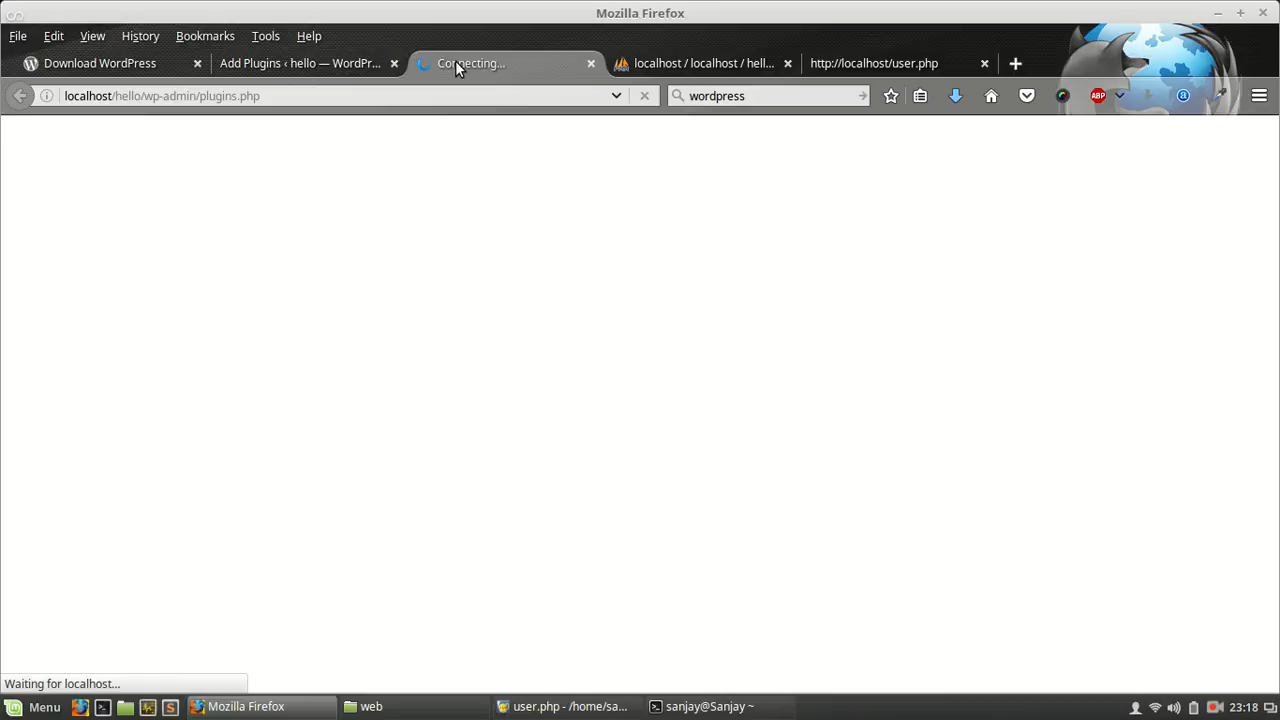 Mozilla Firefox
File Edit View History Bookmarks Tools Help
Download WordPress Add Plugins ‹ hello — WordPr... Connecting... localhost / localhost / hell... http://localhost/user.php
localhost/hello/wp-admin/plugins.php wordpress ABP a
Waiting for localhost...
Menu Mozilla Firefox web user.php - /home/sa... sanjay@Sanjay ~ 23:18